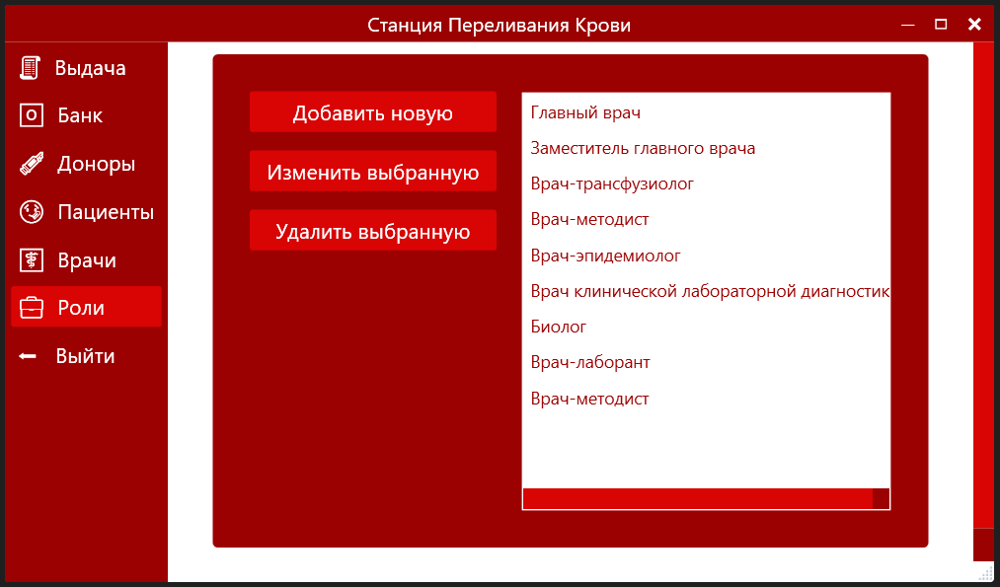 Станция Переливания Крови
Выдача
Банк
Доноры
Пациенты
Врачи
Роли
Выйти
Добавить новую
Изменить выбранную
Удалить выбранную
Главный врач
Заместитель главного врача
Врач-трансфузиолог
Врач-методист
Врач-эпидемиолог
Врач клинической лабораторной диагностик
Биолог
Врач-лаборант
Врач-методист